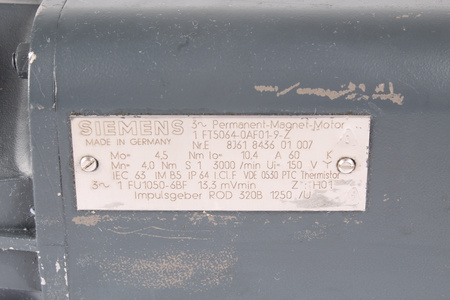 SIEMENS 3~ Permanent-Magnet-Motor
1 FT5064-0AF01-9-Z
MADE IN GERMANY Nr.E 8J61 8436 01 007
Mo= 4,5 Nm Io= 10,4 A 60 K
Mn= 4,0 Nm S 1 3000 /min Ui= 150 V Y
IEC 63 IM B5 IP 64 I.CI.F VDE 0530 PTC Thermistor
3~ 1 FU1050-6BF 13,3 mV/min Z: H01
Impulsgeber ROD 320B 1250 /U